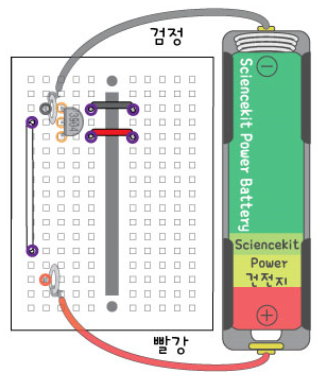 검정
Sciencekit Power Battery
Sciencekit
Power
건전지
빨강